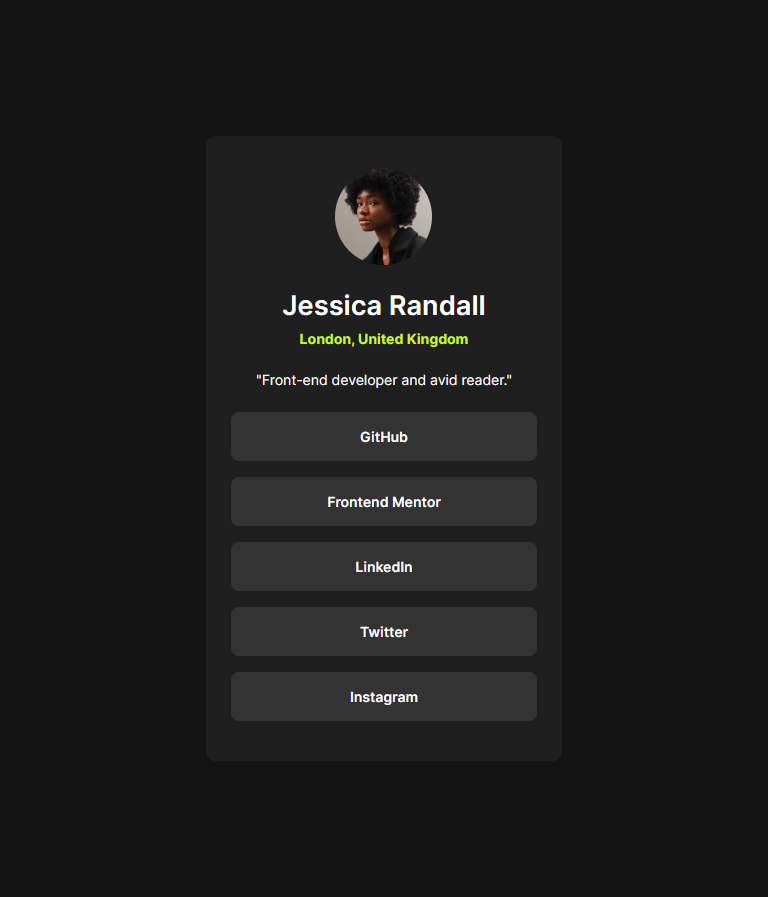 Jessica Randall
London, United Kingdom
"Front-end developer and avid reader."
GitHub
Frontend Mentor
LinkedIn
Twitter
Instagram